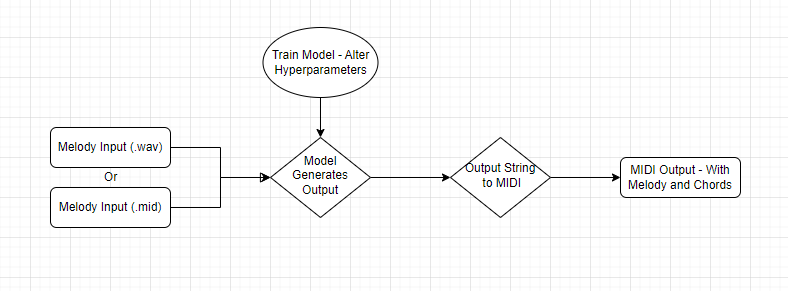 Train Model - Alter
Hyperparameters
Melody Input (.wav)
Or
Melody Input (.mid)
Model
Generates
Output
Output String
to MIDI
MIDI Output - With
Melody and Chords